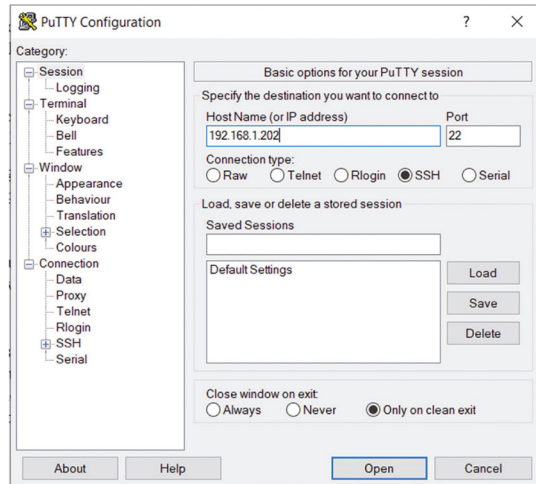 PuTTY Configuration ?
Category:
Session
Logging
Terminal
Keyboard
Bell
Features
Window
Appearance
Behaviour
Translation
Selection
Colours
Connection
Data
Proxy
Telnet
Rlogin
SSH
Serial
Basic options for your PuTTY session
Specify the destination you want to connect to
Host Name (or IP address) Port
192.168.1.202 22
Connection type:
Raw Telnet Rlogin SSH Serial
Load, save or delete a stored session
Saved Sessions
Default Settings
Load
Save
Delete
Close window on exit:
Always Never Only on clean exit
About Help Open Cancel